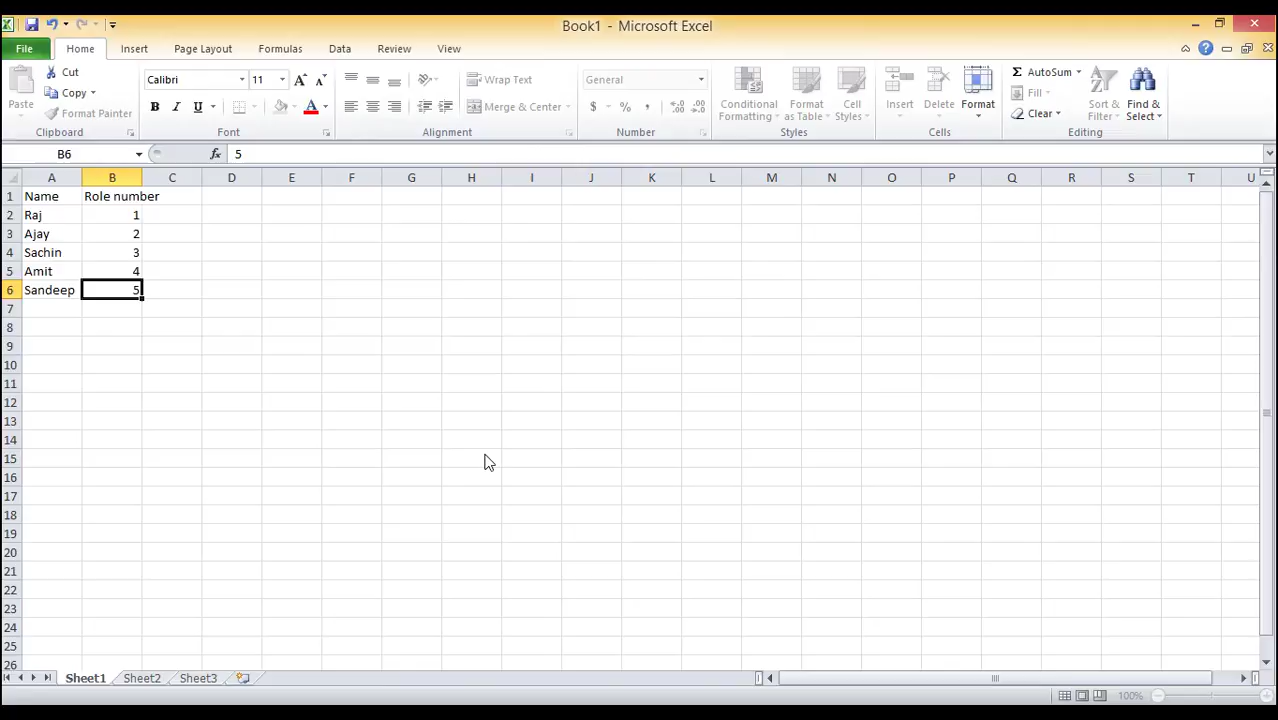 Book1 - Microsoft Excel
File Home Insert Page Layout Formulas Data Review View
Paste
Cut
Copy
Format Painter
Clipboard
Calibri 11
B I U A
Font
Wrap Text
Merge & Center
Alignment
General
$ % ,
Number
Conditional Formatting
Format as Table
Cell Styles
Styles
Insert
Delete
Format
Cells
Σ AutoSum
Fill
Clear
Sort & Filter
Find & Select
Editing
B6 fx 5
A B C D E F G H I J K L M N O P Q R S T U
1 Name Role number
2 Raj 1
3 Ajay 2
4 Sachin 3
5 Amit 4
6 Sandeep 5
7
8
9
10
11
12
13
14
15
16
17
18
19
20
21
22
23
24
25
26
Sheet1 Sheet2 Sheet3
100%